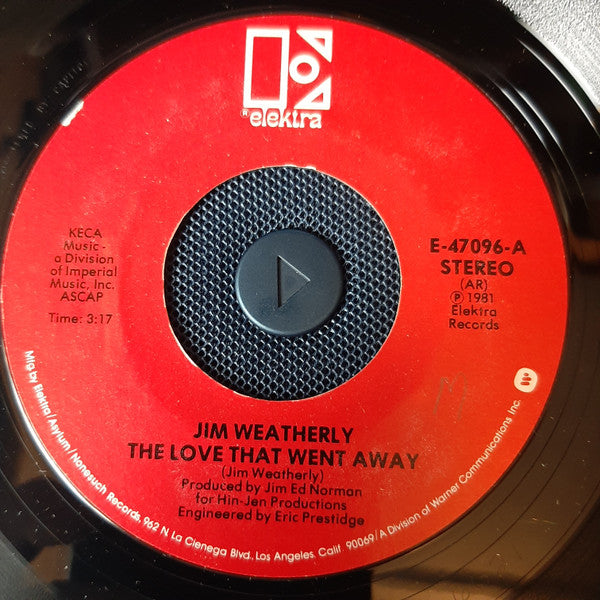 ® elektra
KECA
Music -
a Division
of Imperial
Music, Inc.
ASCAP
Time: 3:17
E-47096-A
STEREO
(AR)
℗ 1981
Elektra
Records
JIM WEATHERLY
THE LOVE THAT WENT AWAY
(Jim Weatherly)
Produced by Jim Ed Norman
for Hin-Jen Productions
Engineered by Eric Prestidge
Mfg by Elektra/Asylum/Nonesuch Records, 962 N La Cienega Blvd. Los Angeles. Calif 90069/A Division of Warner Communications Inc.